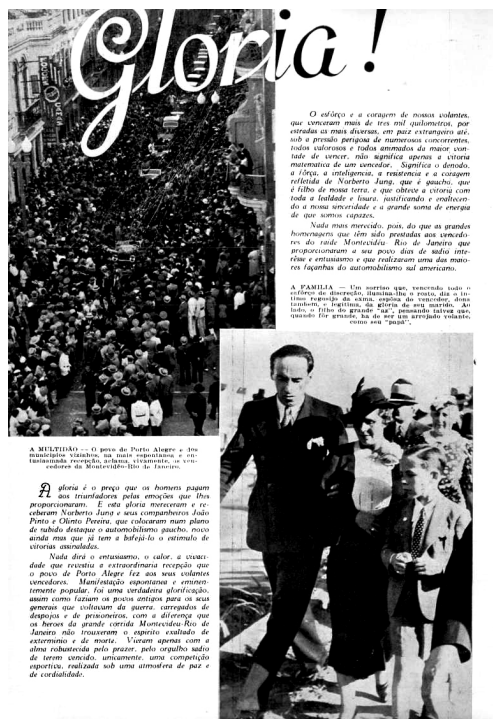 Gloria !
O esfôrço e a coragem de nossos volantes,
que venceram mais de tres mil quilometros, por
estradas as mais diversas, em paiz extrangeiro até,
sob a pressão perigosa de numerosos concorrentes,
todos valorosos e todos ammados da maior von-
tade de vencer, não significa apenas a vitoria
matematica de um vencedor. Significa o denodo,
a fôrça, a inteligencia, a resistencia e a coragem
refletida de Norberto Jung, que é gaucho, que
é filho de nossa terra, e que obteve a vitoria com
toda a lealdade e lisura, justificando e enaltecen-
do a nossa sinceridade e a grande soma de energia
de que somos capazes.
Nada mais merecido, pois, do que as grandes
homenagens que têm sido prestadas aos vencedo-
res do raide Montevidéu-Rio de Janeiro que
proporcionaram a seu povo dias de sadio inte-
rêsse e entusiasmo e que realizaram uma das maio-
res façanhas do automobilismo sul americano.
A FAMILIA — Um sorriso que, vencendo todo o
esfôrço de discreção, ilumina-lhe o rosto, diz o in-
timo regosijo da exma. espôsa do vencedor, dona
tambem, e legitima, da gloria de seu marido. Ao
lado, o filho do grande "az", pensando talvez que,
quando fôr grande, ha de ser um arrojado volante,
como seu "papá".
A MULTIDÃO — O povo de Porto Alegre e dos
municipios vizinhos, na mais espontanea e en-
tusiasmada recepção, aclama, vivamente, os ven-
cedores da Montevidéo-Rio de Janeiro.
A gloria é o preço que os homens pagam
aos triunfadores pelas emoções que lhes
proporcionaram. E esta gloria mereceram e re-
ceberam Norberto Jung e seus companheiros João
Pinto e Olinto Pereira, que colocaram num plano
de subido destaque o automobilismo gaucho, novo
ainda mas que já tem a bafejá-lo o estimulo de
vitorias assinaladas.
Nada dirá o entusiasmo, o calor, a vivaci-
dade que revestiu a extraordinaria recepção que
o povo de Porto Alegre fez aos seus volantes
vencedores. Manifestação espontanea e eminen-
temente popular, foi uma verdadeira glorificação,
assim como faziam os povos antigos para os seus
generais que voltavam da guerra, carregados de
despojos e de prisioneiros, com a diferença que
os heroes da grande corrida Montevideu-Rio de
Janeiro não trouxeram o espirito exaltado de
exterminio e de morte. Vieram apenas com a
alma robustecida pelo prazer, pelo orgulho sadio
de terem vencido, unicamente, uma competição
esportiva, realizada sob uma atmosfera de paz e
de cordialidade.